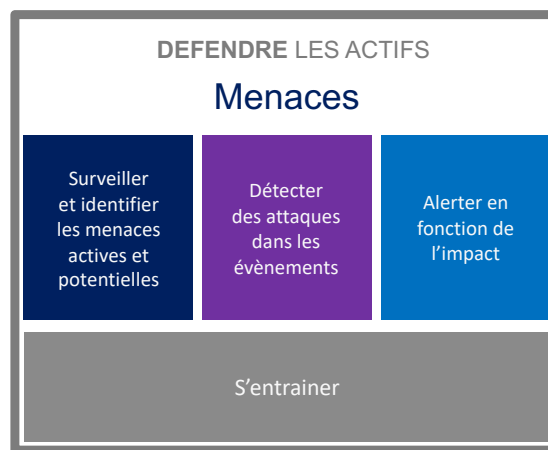 DEFENDRE LES ACTIFS
Menaces
Surveiller
et identifier
les menaces
actives et
potentielles
Détecter
des attaques
dans les
évènements
Alerter en
fonction de
l’impact
S’entrainer